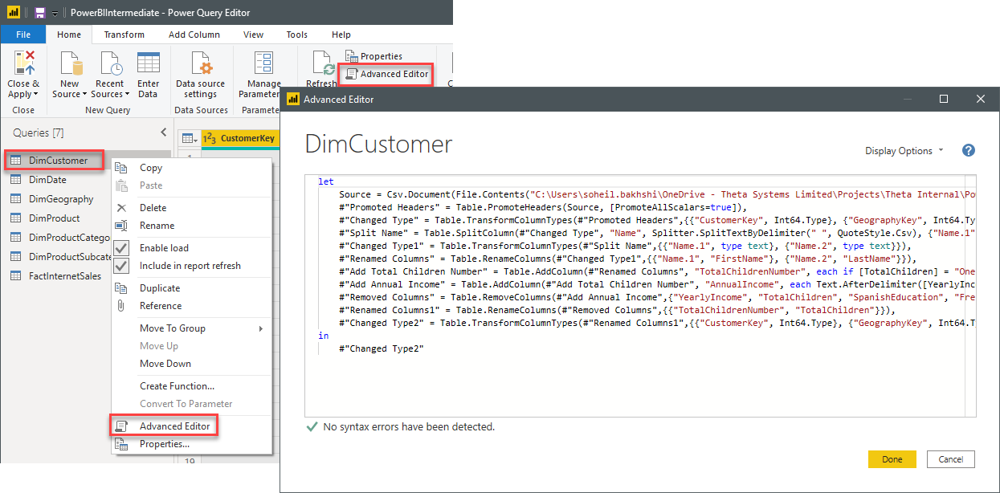 PowerBIIntermediate - Power Query Editor
File Home Transform Add Column View Tools Help
Close & Apply
New Source
Recent Sources
Enter Data
Data source settings
Manage Parameter
Refresh
Properties
Advanced Editor
Close New Query Data Sources Paramete
Queries [7]
DimCustomer
DimDate
DimGeography
DimProduct
DimProductCatego
DimProductSubcate
FactInternetSales
123 CustomerKey
Copy
Paste
Delete
Rename
Enable load
Include in report refresh
Duplicate
Reference
Move To Group
Move Up
Move Down
Create Function...
Convert To Parameter
Advanced Editor
Properties...
19
Advanced Editor
DimCustomer
Display Options
?
let
Source = Csv.Document(File.Contents("C:\Users\soheil.bakhshi\OneDrive - Theta Systems Limited\Projects\Theta Internal\Po
#"Promoted Headers" = Table.PromoteHeaders(Source, [PromoteAllScalars=true]),
#"Changed Type" = Table.TransformColumnTypes(#"Promoted Headers",{{"CustomerKey", Int64.Type}, {"GeographyKey", Int64.Ty
#"Split Name" = Table.SplitColumn(#"Changed Type", "Name", Splitter.SplitTextByDelimiter(" ", QuoteStyle.Csv), {"Name.1"
#"Changed Type1" = Table.TransformColumnTypes(#"Split Name",{{"Name.1", type text}, {"Name.2", type text}}),
#"Renamed Columns" = Table.RenameColumns(#"Changed Type1",{{"Name.1", "FirstName"}, {"Name.2", "LastName"}}),
#"Add Total Children Number" = Table.AddColumn(#"Renamed Columns", "TotalChildrenNumber", each if [TotalChildren] = "One
#"Add Annual Income" = Table.AddColumn(#"Add Total Children Number", "AnnualIncome", each Text.AfterDelimiter([YearlyInc
#"Removed Columns" = Table.RemoveColumns(#"Add Annual Income",{"YearlyIncome", "TotalChildren", "SpanishEducation", "Fre
#"Renamed Columns1" = Table.RenameColumns(#"Removed Columns",{{"TotalChildrenNumber", "TotalChildren"}}),
#"Changed Type2" = Table.TransformColumnTypes(#"Renamed Columns1",{{"CustomerKey", Int64.Type}, {"GeographyKey", Int64.T
in
#"Changed Type2"
No syntax errors have been detected.
Done Cancel